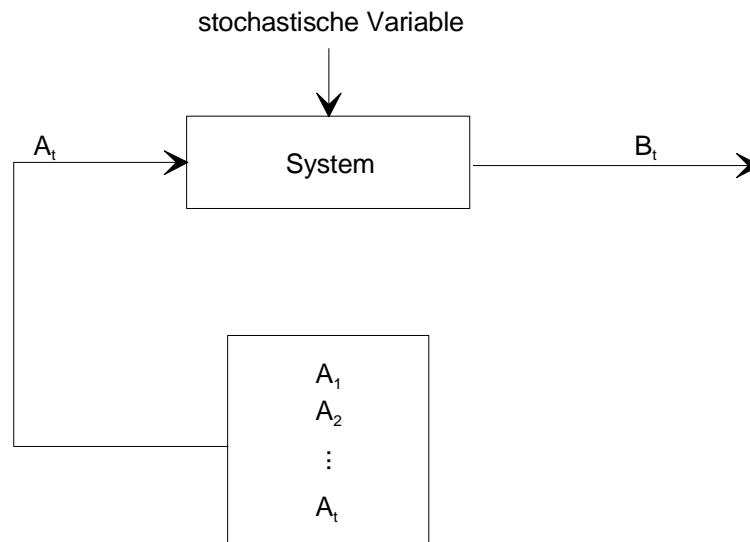 stochastische Variable
A_t
System
B_t
A_1
A_2
⋮
A_t